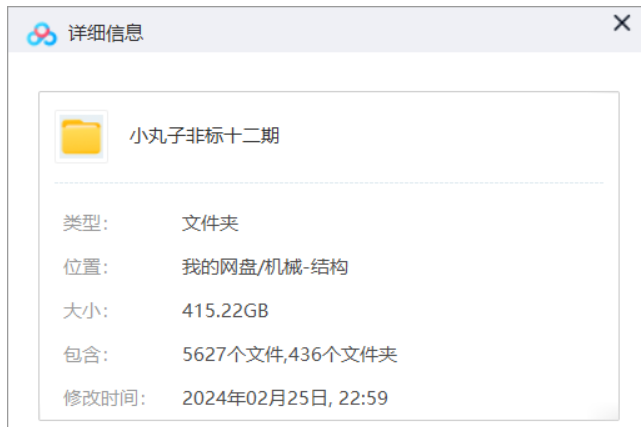 详细信息
小丸子非标十二期
类型: 文件夹
位置: 我的网盘/机械-结构
大小: 415.22GB
包含: 5627个文件,436个文件夹
修改时间: 2024年02月25日, 22:59